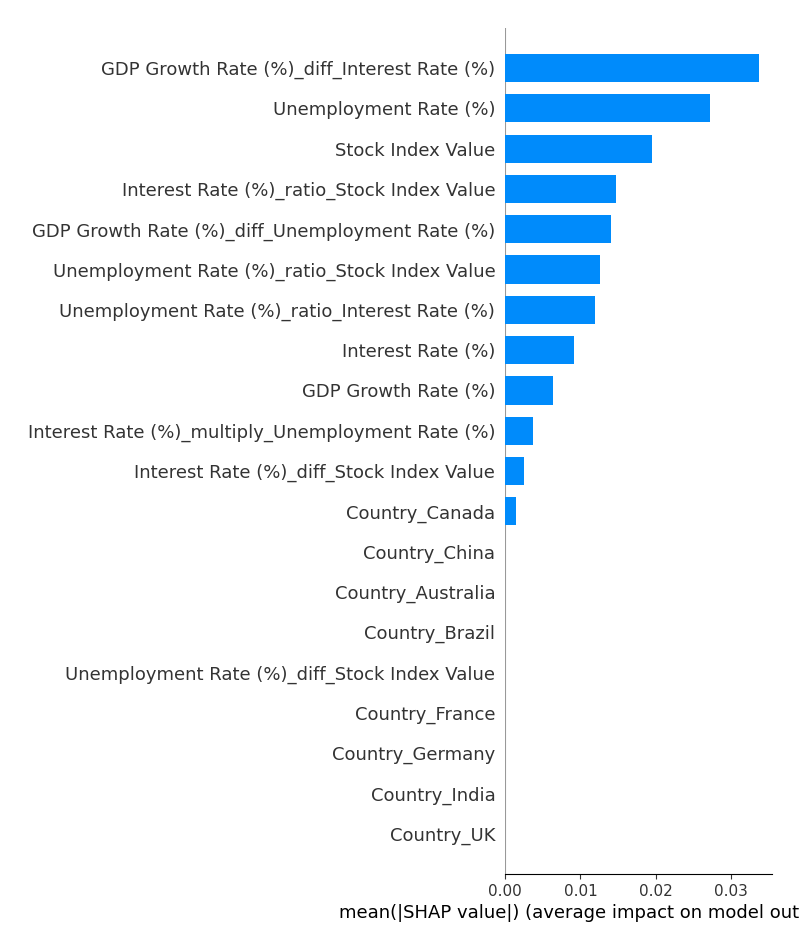 GDP Growth Rate (%)_diff_Interest Rate (%)
Unemployment Rate (%)
Stock Index Value
Interest Rate (%)_ratio_Stock Index Value
GDP Growth Rate (%)_diff_Unemployment Rate (%)
Unemployment Rate (%)_ratio_Stock Index Value
Unemployment Rate (%)_ratio_Interest Rate (%)
Interest Rate (%)
GDP Growth Rate (%)
Interest Rate (%)_multiply_Unemployment Rate (%)
Interest Rate (%)_diff_Stock Index Value
Country_Canada
Country_China
Country_Australia
Country_Brazil
Unemployment Rate (%)_diff_Stock Index Value
Country_France
Country_Germany
Country_India
Country_UK
0.00 0.01 0.02 0.03
mean(|SHAP value|) (average impact on model out